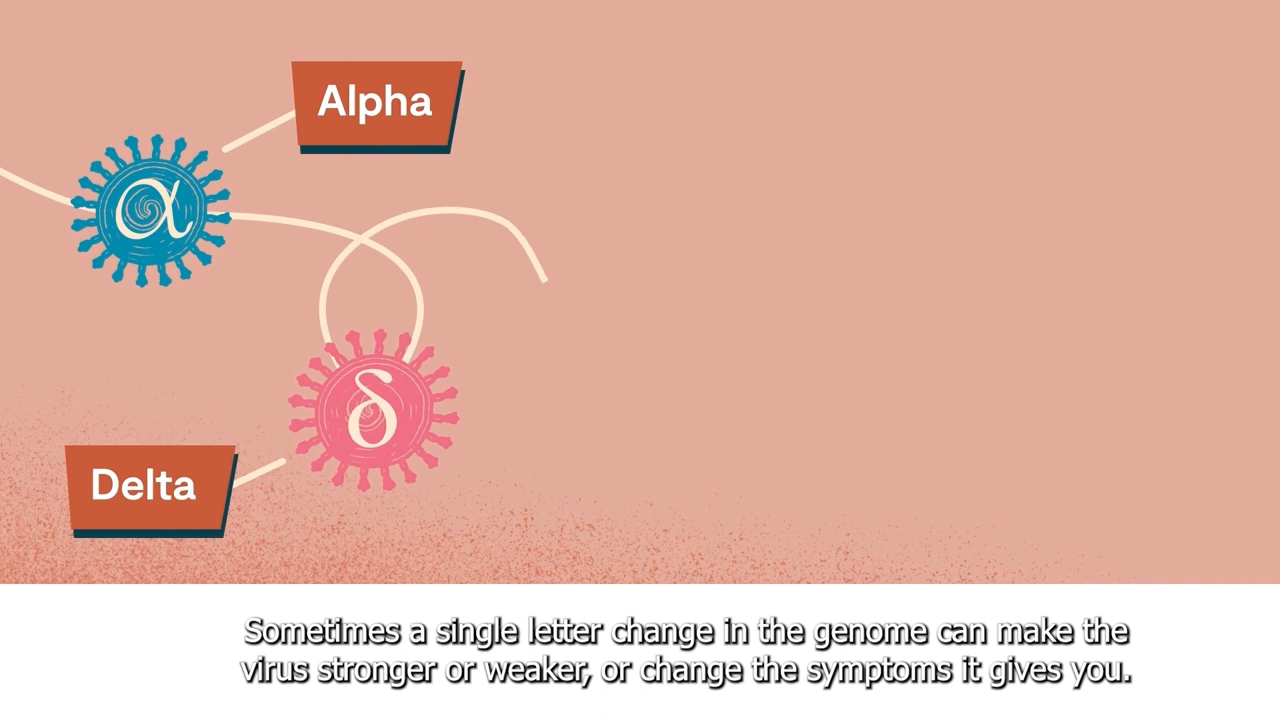 Alpha
α
δ
Delta
Sometimes a single letter change in the genome can make the
virus stronger or weaker, or change the symptoms it gives you.